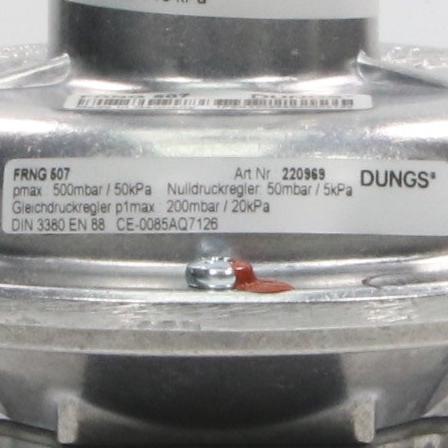 FRNG 507 Art Nr 220969 DUNGS®
pmax 500mbar / 50kPa Nulldruckregler: 50mbar / 5kPa
Gleichdruckregler p1max : 200mbar / 20kPa
DIN 3380 EN 88 CE-0085AQ7126